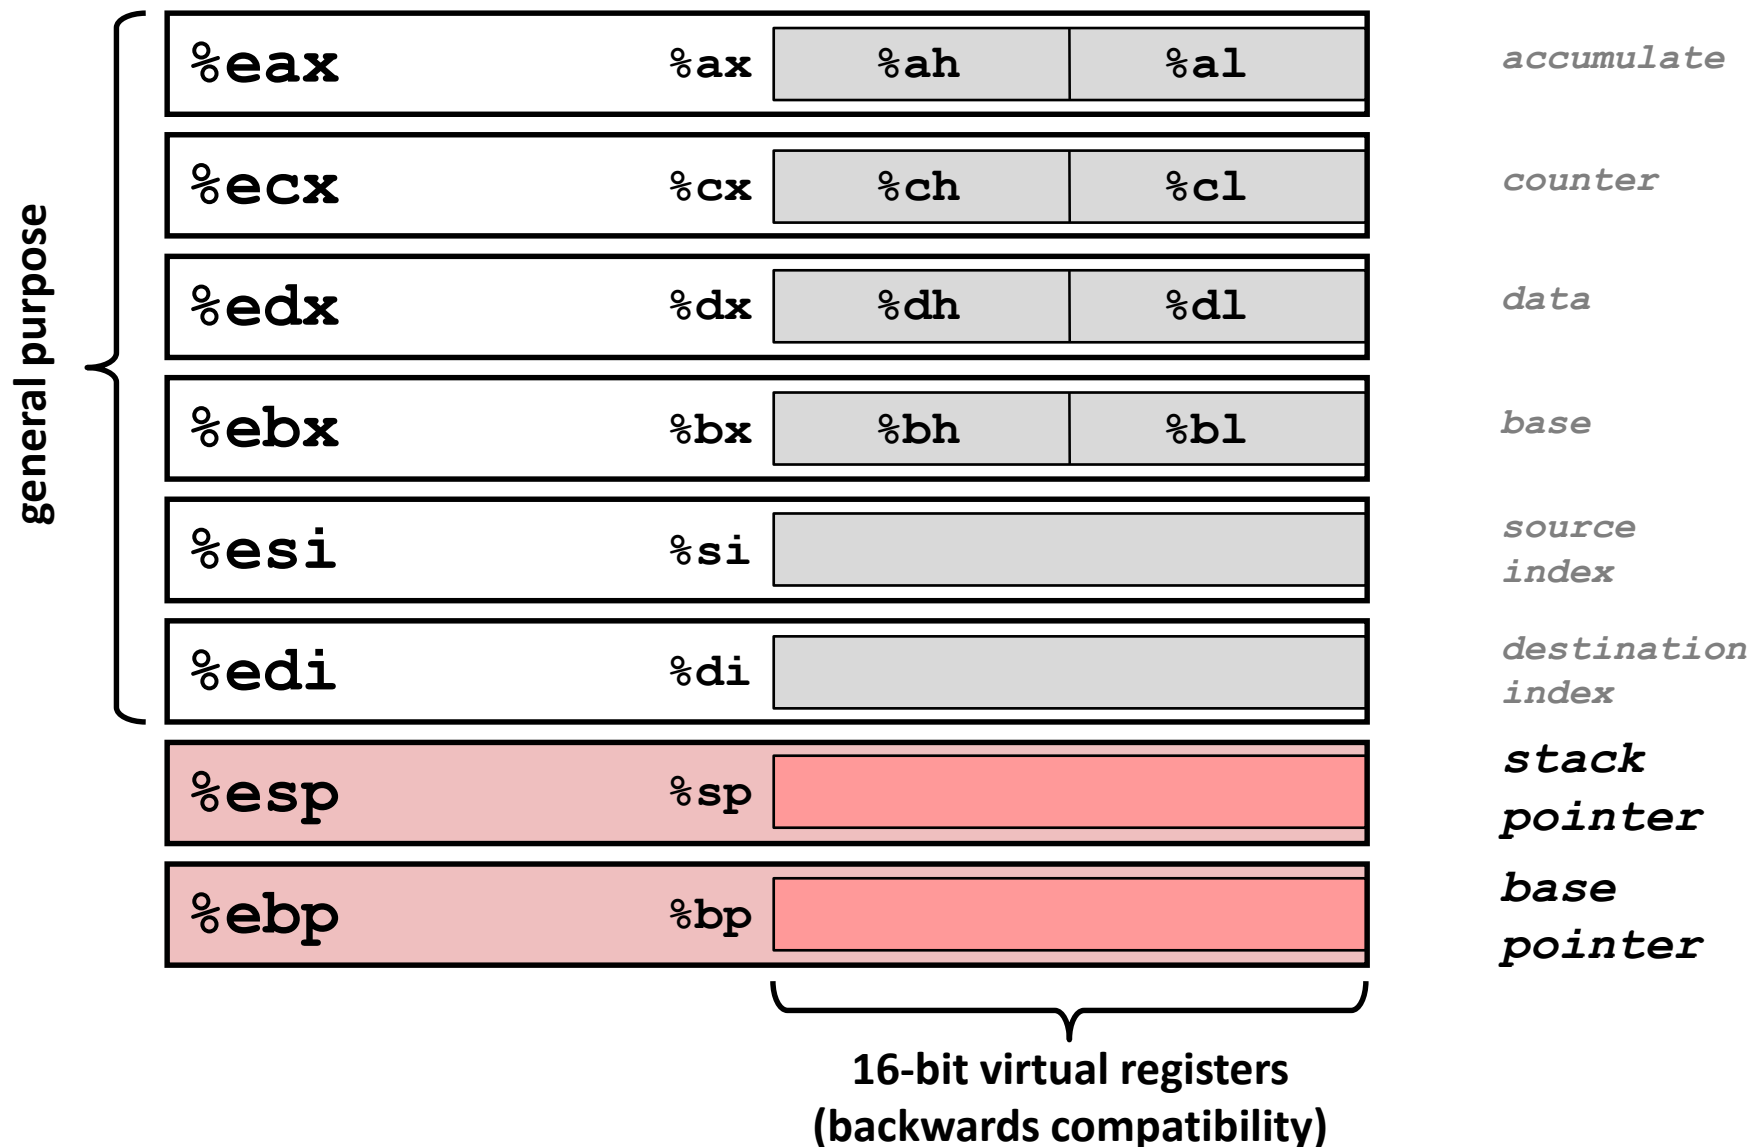 general purpose
%eax %ax %ah %al accumulate
%ecx %cx %ch %cl counter
%edx %dx %dh %dl data
%ebx %bx %bh %bl base
%esi %si source
index
%edi %di destination
index
%esp %sp stack
pointer
%ebp %bp base
pointer
16-bit virtual registers
(backwards compatibility)